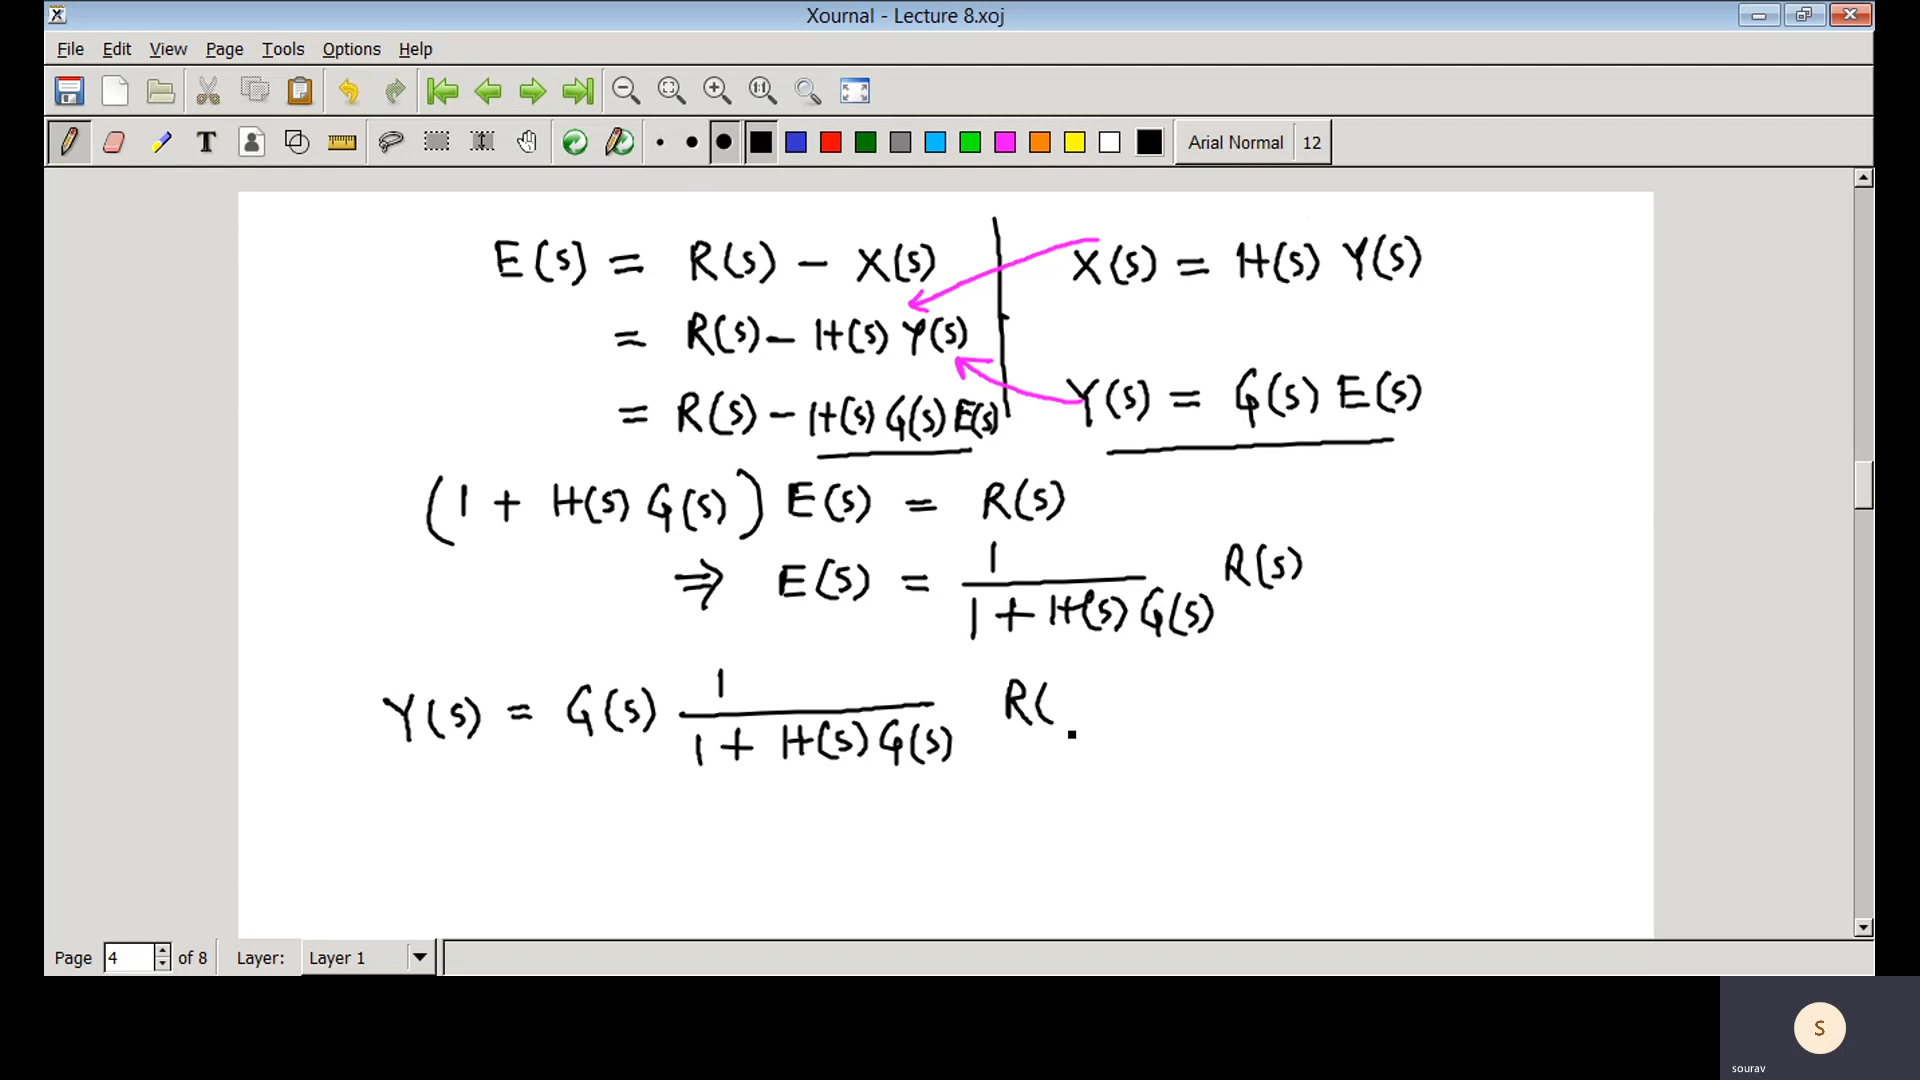 Xournal - Lecture 8.xoj
File Edit View Page Tools Options Help
Arial Normal 12
E(s) = R(s) - X(s)
= R(s) - H(s) Y(s)
= R(s) - H(s) G(s) E(s)
X(s) = H(s) Y(s)
Y(s) = G(s) E(s)
(1 + H(s) G(s)) E(s) = R(s)
⇒ E(s) = 1 / (1 + H(s) G(s)) R(s)
Y(s) = G(s) 1 / (1 + H(s) G(s)) R(
Page 4 of 8 Layer: Layer 1
S
sourav